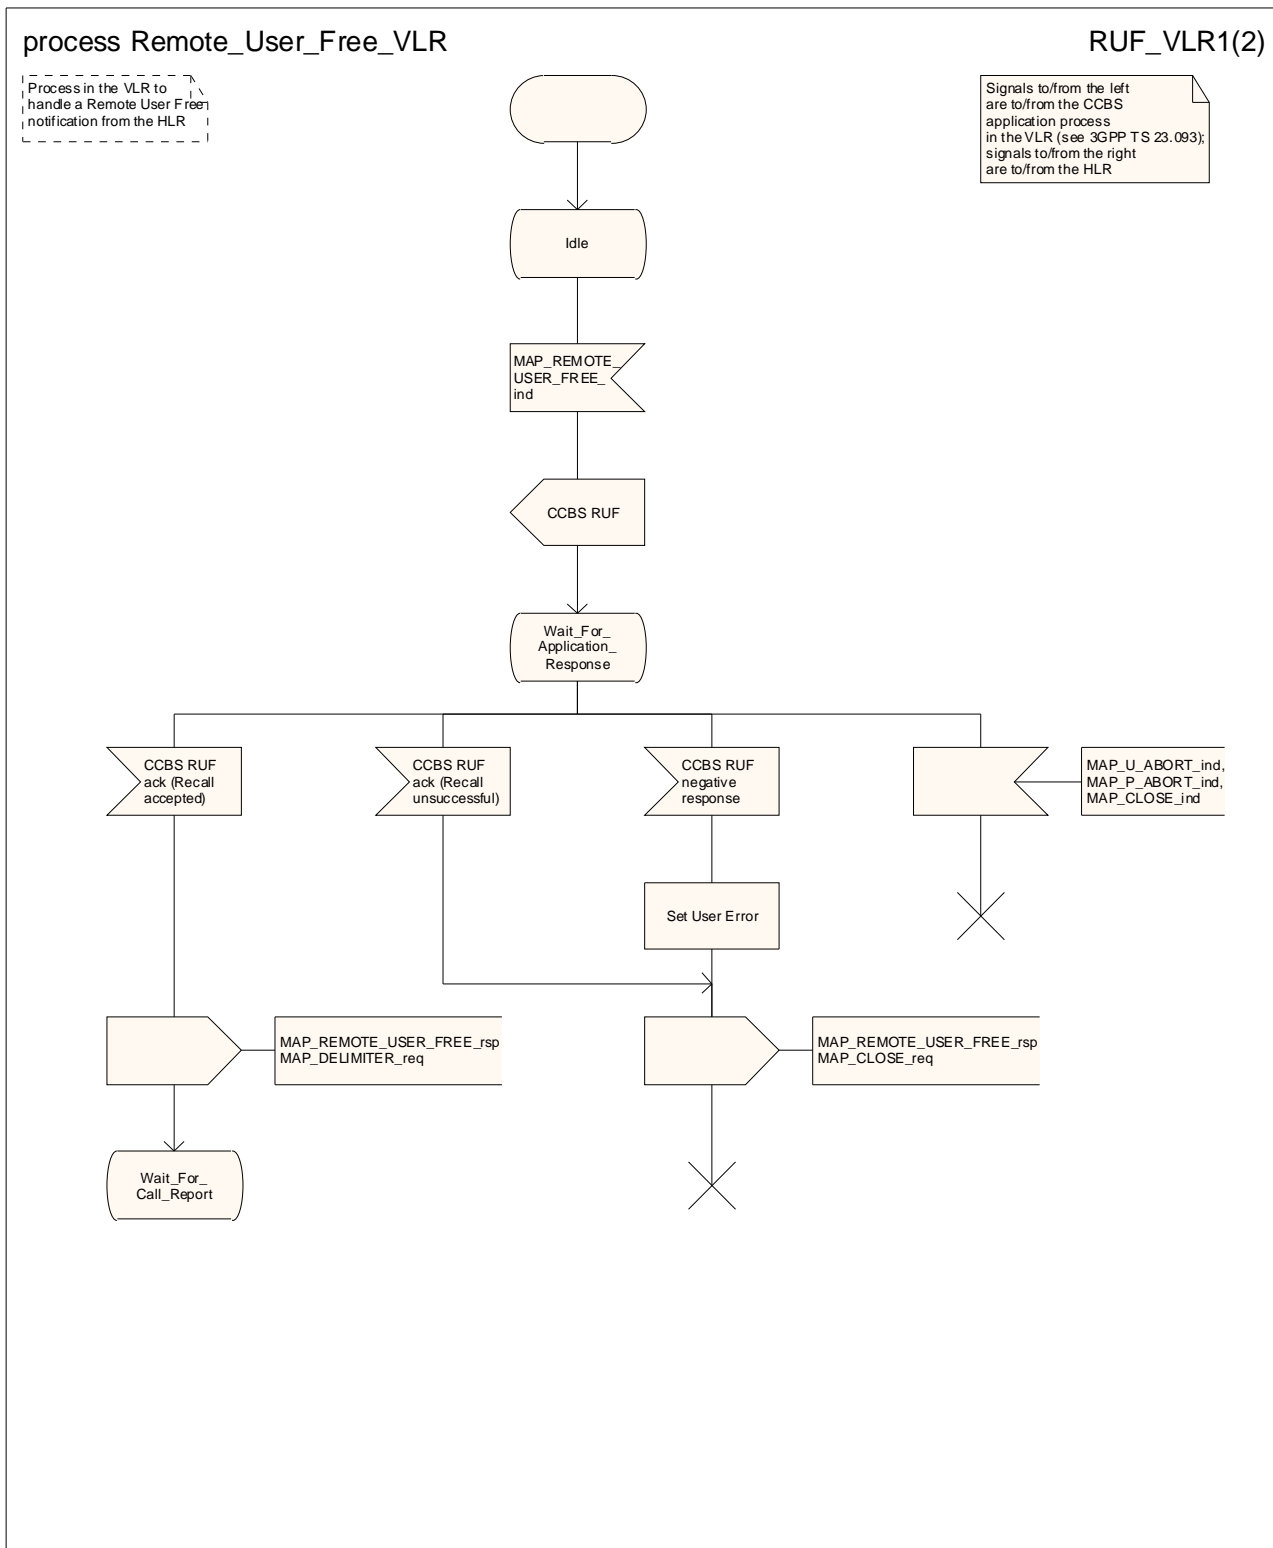 process Remote_User_Free_VLR
RUF_VLR1(2)
Process in the VLR to
handle a Remote User Free
notification from the HLR
Signals to/from the left
are to/from the CCBS
application process
in the VLR (see 3GPP TS 23.093);
signals to/from the right
are to/from the HLR
Idle
MAP_REMOTE_
USER_FREE_
ind
CCBS RUF
Wait_For_
Application_
Response
CCBS RUF
ack (Recall
accepted)
CCBS RUF
ack (Recall
unsuccessful)
CCBS RUF
negative
response
MAP_U_ABORT_ind,
MAP_P_ABORT_ind,
MAP_CLOSE_ind
Set User Error
MAP_REMOTE_USER_FREE_rsp
MAP_DELIMITER_req
MAP_REMOTE_USER_FREE_rsp
MAP_CLOSE_req
Wait_For_
Call_Report